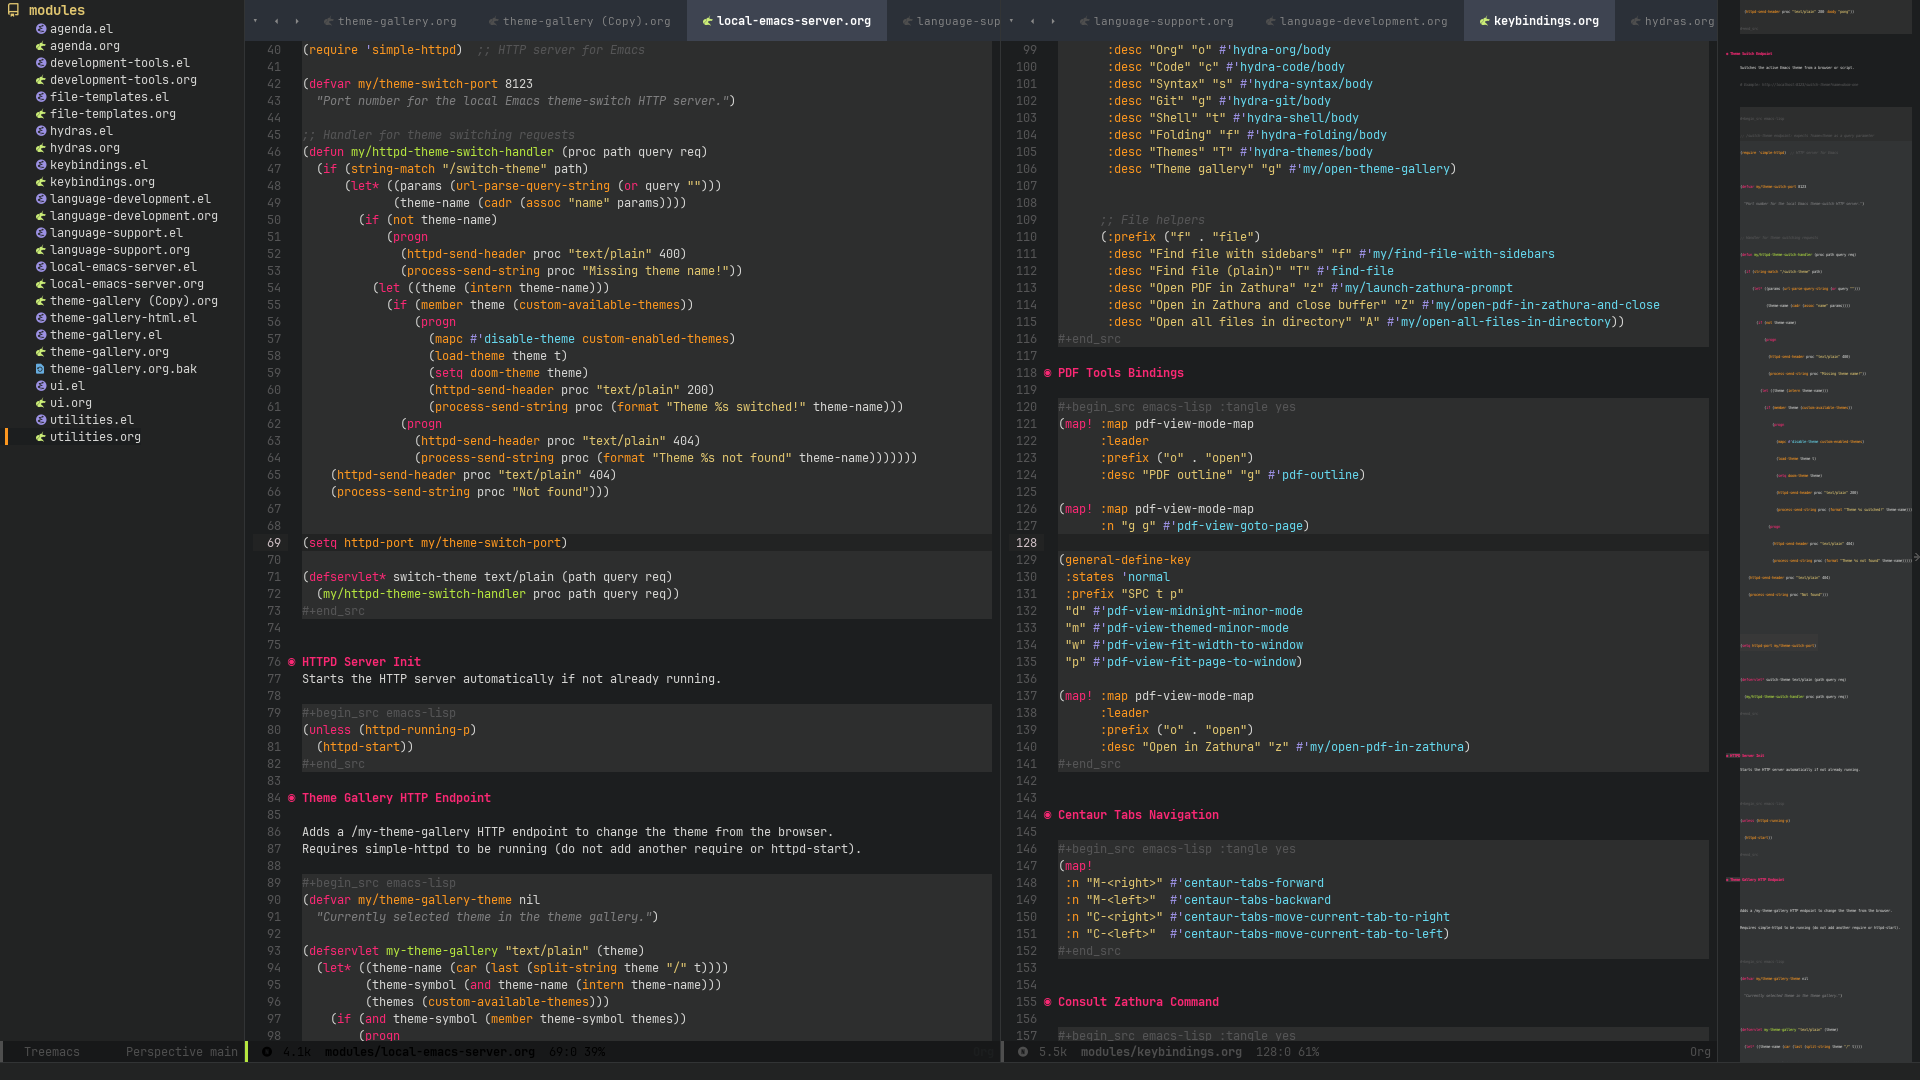 modules
agenda.el
agenda.org
development-tools.el
development-tools.org
file-templates.el
file-templates.org
hydras.el
hydras.org
keybindings.el
keybindings.org
language-development.el
language-development.org
language-support.el
language-support.org
local-emacs-server.el
local-emacs-server.org
theme-gallery (Copy).org
theme-gallery-html.el
theme-gallery.el
theme-gallery.org
theme-gallery.org.bak
ui.el
ui.org
utilities.el
utilities.org
Treemacs Perspective main
theme-gallery.org theme-gallery (Copy).org local-emacs-server.org language-sup
40 (require 'simple-httpd)  ;; HTTP server for Emacs
41
42 (defvar my/theme-switch-port 8123
43   "Port number for the local Emacs theme-switch HTTP server.")
44
45 ;; Handler for theme switching requests
46 (defun my/httpd-theme-switch-handler (proc path query req)
47   (if (string-match "/switch-theme" path)
48       (let* ((params (url-parse-query-string (or query "")))
49              (theme-name (cadr (assoc "name" params))))
50         (if (not theme-name)
51             (progn
52               (httpd-send-header proc "text/plain" 400)
53               (process-send-string proc "Missing theme name!"))
54           (let ((theme (intern theme-name)))
55             (if (member theme (custom-available-themes))
56                 (progn
57                   (mapc #'disable-theme custom-enabled-themes)
58                   (load-theme theme t)
59                   (setq doom-theme theme)
60                   (httpd-send-header proc "text/plain" 200)
61                   (process-send-string proc (format "Theme %s switched!" theme-name)))
62               (progn
63                 (httpd-send-header proc "text/plain" 404)
64                 (process-send-string proc (format "Theme %s not found" theme-name)))))))
65     (httpd-send-header proc "text/plain" 404)
66     (process-send-string proc "Not found")))
67
68
69 (setq httpd-port my/theme-switch-port)
70
71 (defservlet* switch-theme text/plain (path query req)
72   (my/httpd-theme-switch-handler proc path query req))
73 #+end_src
74
75
76 ◉ HTTPD Server Init
77 Starts the HTTP server automatically if not already running.
78
79 #+begin_src emacs-lisp
80 (unless (httpd-running-p)
81   (httpd-start))
82 #+end_src
83
84 ◉ Theme Gallery HTTP Endpoint
85
86 Adds a /my-theme-gallery HTTP endpoint to change the theme from the browser.
87 Requires simple-httpd to be running (do not add another require or httpd-start).
88
89 #+begin_src emacs-lisp
90 (defvar my/theme-gallery-theme nil
91   "Currently selected theme in the theme gallery.")
92
93 (defservlet my-theme-gallery "text/plain" (theme)
94   (let* ((theme-name (car (last (split-string theme "/" t))))
95          (theme-symbol (and theme-name (intern theme-name)))
96          (themes (custom-available-themes)))
97     (if (and theme-symbol (member theme-symbol themes))
98         (progn
4.1k modules/local-emacs-server.org 69:0 39% Org
language-support.org language-development.org keybindings.org hydras.org
99        :desc "Org" "o" #'hydra-org/body
100        :desc "Code" "c" #'hydra-code/body
101        :desc "Syntax" "s" #'hydra-syntax/body
102        :desc "Git" "g" #'hydra-git/body
103        :desc "Shell" "t" #'hydra-shell/body
104        :desc "Folding" "f" #'hydra-folding/body
105        :desc "Themes" "T" #'hydra-themes/body
106        :desc "Theme gallery" "g" #'my/open-theme-gallery)
107
108
109       ;; File helpers
110       (:prefix ("f" . "file")
111        :desc "Find file with sidebars" "f" #'my/find-file-with-sidebars
112        :desc "Find file (plain)" "T" #'find-file
113        :desc "Open PDF in Zathura" "z" #'my/launch-zathura-prompt
114        :desc "Open in Zathura and close buffer" "Z" #'my/open-pdf-in-zathura-and-close
115        :desc "Open all files in directory" "A" #'my/open-all-files-in-directory))
116 #+end_src
117
118 ◉ PDF Tools Bindings
119
120 #+begin_src emacs-lisp :tangle yes
121 (map! :map pdf-view-mode-map
122       :leader
123       :prefix ("o" . "open")
124       :desc "PDF outline" "g" #'pdf-outline)
125
126 (map! :map pdf-view-mode-map
127       :n "g g" #'pdf-view-goto-page)
128
129 (general-define-key
130  :states 'normal
131  :prefix "SPC t p"
132  "d" #'pdf-view-midnight-minor-mode
133  "m" #'pdf-view-themed-minor-mode
134  "w" #'pdf-view-fit-width-to-window
135  "p" #'pdf-view-fit-page-to-window)
136
137 (map! :map pdf-view-mode-map
138       :leader
139       :prefix ("o" . "open")
140       :desc "Open in Zathura" "z" #'my/open-pdf-in-zathura)
141 #+end_src
142
143
144 ◉ Centaur Tabs Navigation
145
146 #+begin_src emacs-lisp :tangle yes
147 (map!
148  :n "M-<right>" #'centaur-tabs-forward
149  :n "M-<left>"  #'centaur-tabs-backward
150  :n "C-<right>" #'centaur-tabs-move-current-tab-to-right
151  :n "C-<left>"  #'centaur-tabs-move-current-tab-to-left)
152 #+end_src
153
154
155 ◉ Consult Zathura Command
156
157 #+begin_src emacs-lisp :tangle yes
5.5k modules/keybindings.org 128:0 61% Org